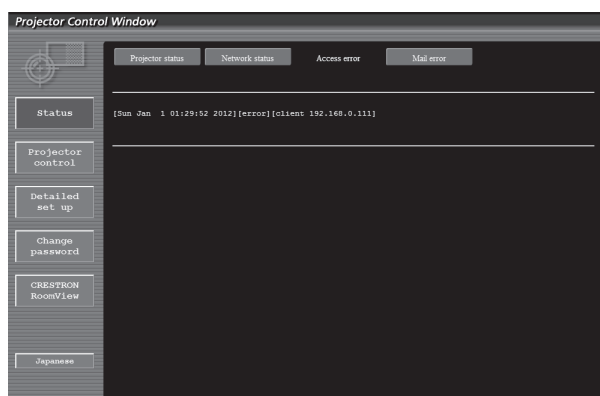 Projector Control Window
Projector status
Network status
Access error
Mail error
Status
[Sun Jan  1 01:29:52 2012][error][client 192.168.0.111]
Projector
control
Detailed
set up
Change
password
CRESTRON
RoomView
Japanese